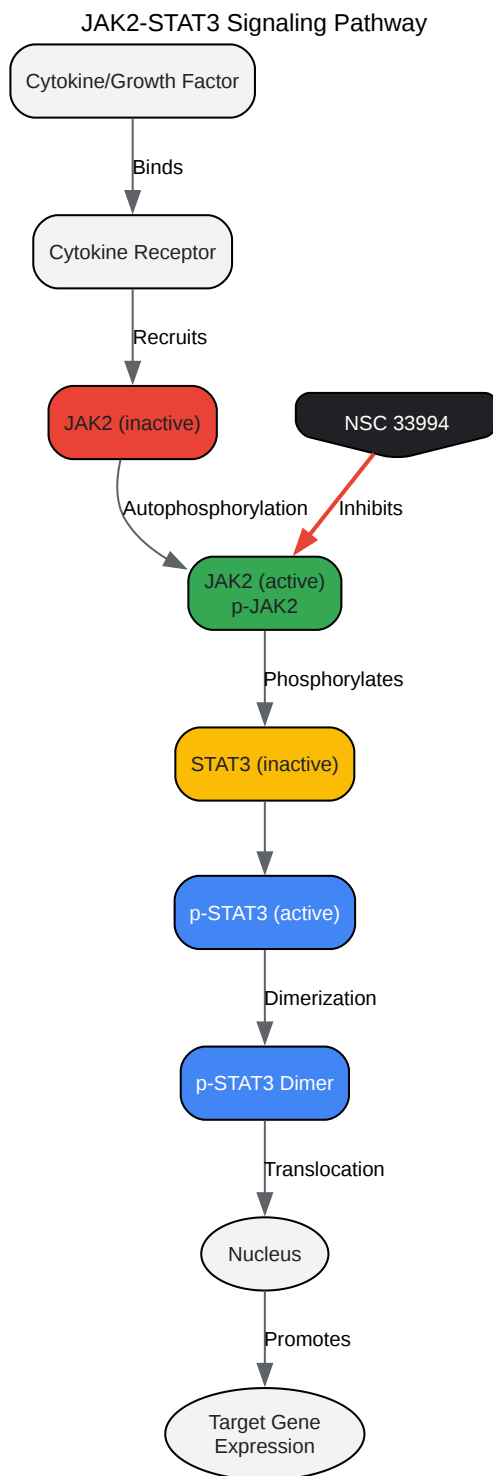 JAK2-STAT3 Signaling Pathway
Cytokine/Growth Factor
Binds
Cytokine Receptor
Recruits
JAK2 (inactive)
NSC 33994
Autophosphorylation
Inhibits
JAK2 (active)
p-JAK2
Phosphorylates
STAT3 (inactive)
p-STAT3 (active)
Dimerization
p-STAT3 Dimer
Translocation
Nucleus
Promotes
Target Gene
Expression